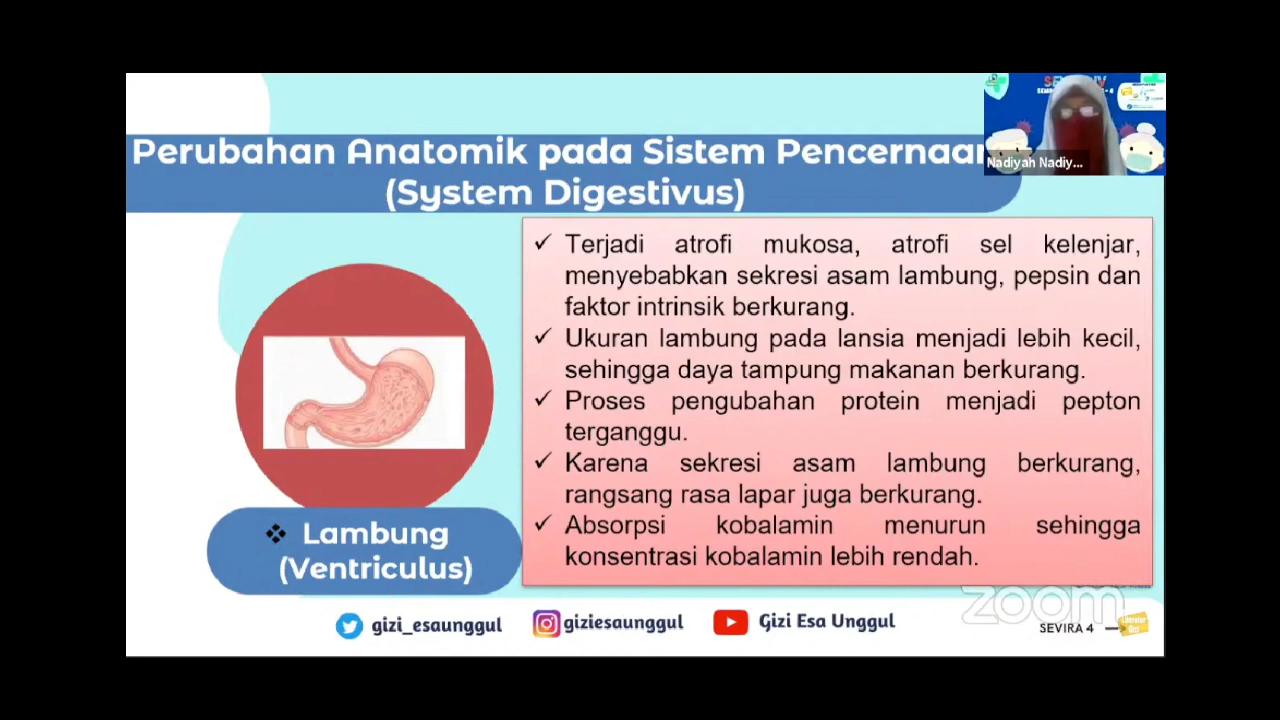 Perubahan Anatomik pada Sistem Pencernaan
(System Digestivus)
Nadiyah Nadiy...
✓ Terjadi atrofi mukosa, atrofi sel kelenjar,
menyebabkan sekresi asam lambung, pepsin dan
faktor intrinsik berkurang.
✓ Ukuran lambung pada lansia menjadi lebih kecil,
sehingga daya tampung makanan berkurang.
✓ Proses pengubahan protein menjadi pepton
terganggu.
✓ Karena sekresi asam lambung berkurang,
rangsang rasa lapar juga berkurang.
✓ Absorpsi kobalamin menurun sehingga
konsentrasi kobalamin lebih rendah.
❖ Lambung
(Ventriculus)
zoom
gizi_esaunggul
giziesaunggul
Gizi Esa Unggul
SEVIRA 4